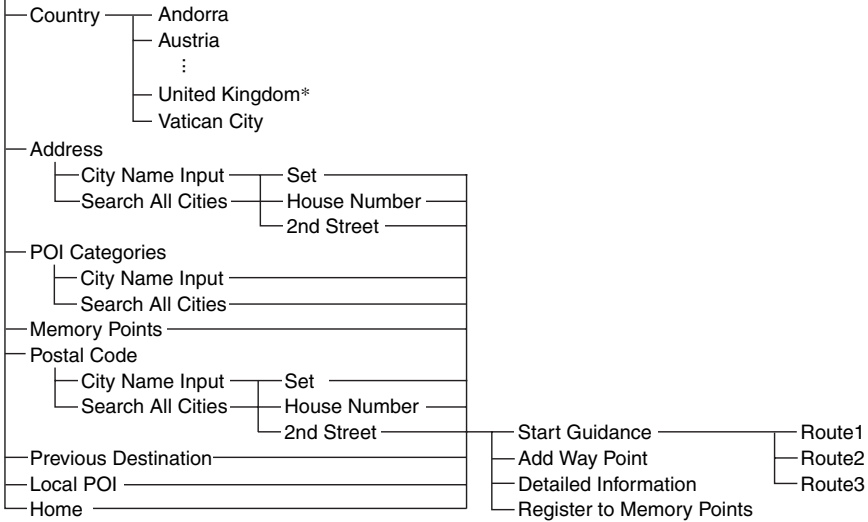 Country Andorra
Austria
⋮
United Kingdom*
Vatican City
Address
City Name Input Set
Search All Cities House Number
2nd Street
POI Categories
City Name Input
Search All Cities
Memory Points
Postal Code
City Name Input Set
Search All Cities House Number
2nd Street Start Guidance Route1
Previous Destination Add Way Point Route2
Local POI Detailed Information Route3
Home Register to Memory Points